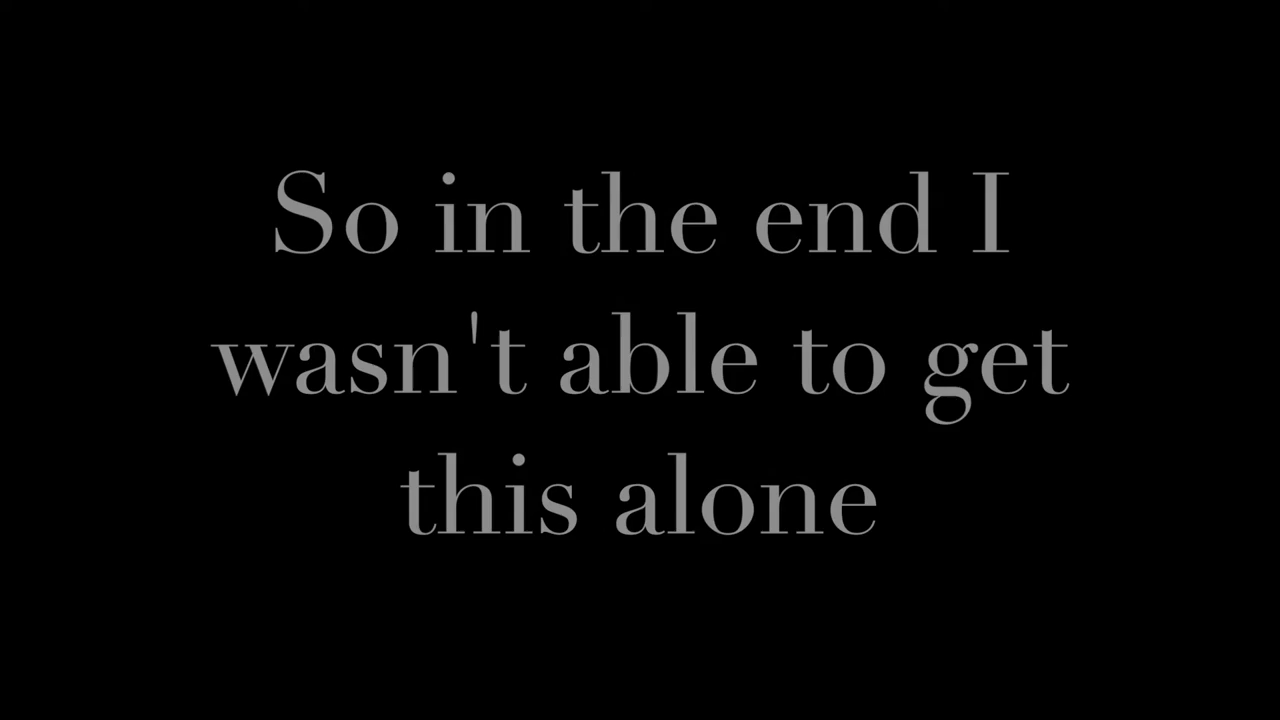 So in the end I
wasn't able to get
this alone